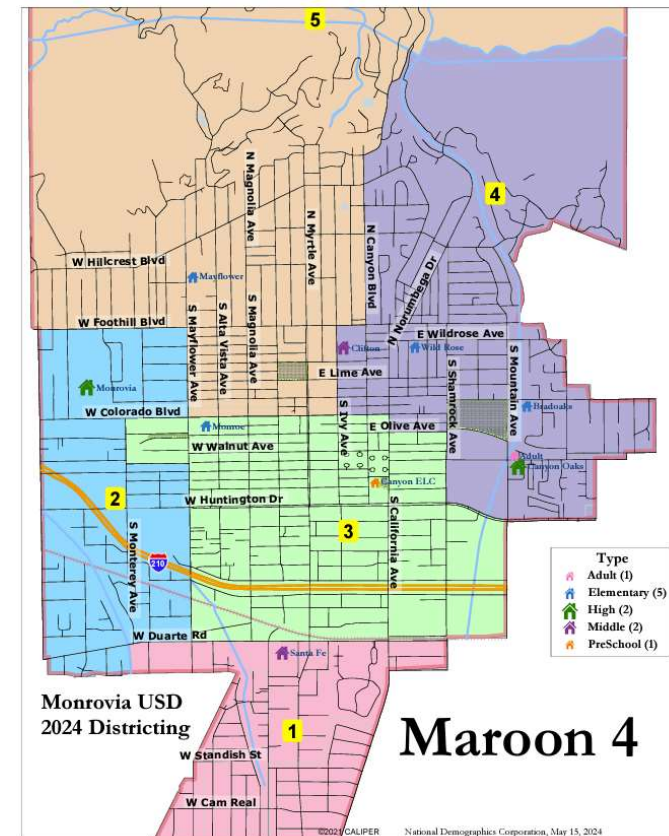 5
4
N Magnolia Ave
N Myrtle Ave
N Canyon Blvd
W Hillcrest Blvd
Mayflower
N Norumbega Dr
W Foothill Blvd
S Mayflower Ave
S Alta Vista Ave
S Magnolia Ave
E Wildrose Ave
Clifton
Wild Rose
E Lime Ave
Monrovia
S Shamrock Ave
S Mountain Ave
W Colorado Blvd
S Ivy Ave
Bradoaks
Monroe
E Olive Ave
W Walnut Ave
Adult
Canyon Oaks
Canyon ELC
2
W Huntington Dr
3
S California Ave
S Monterey Ave
210
W Duarte Rd
Santa Fe
Type
Adult (1)
Elementary (5)
High (2)
Middle (2)
PreSchool (1)
Monrovia USD
2024 Districting
1
Maroon 4
W Standish St
W Cam Real
©2021 CALIPER
National Demographics Corporation, May 15, 2024